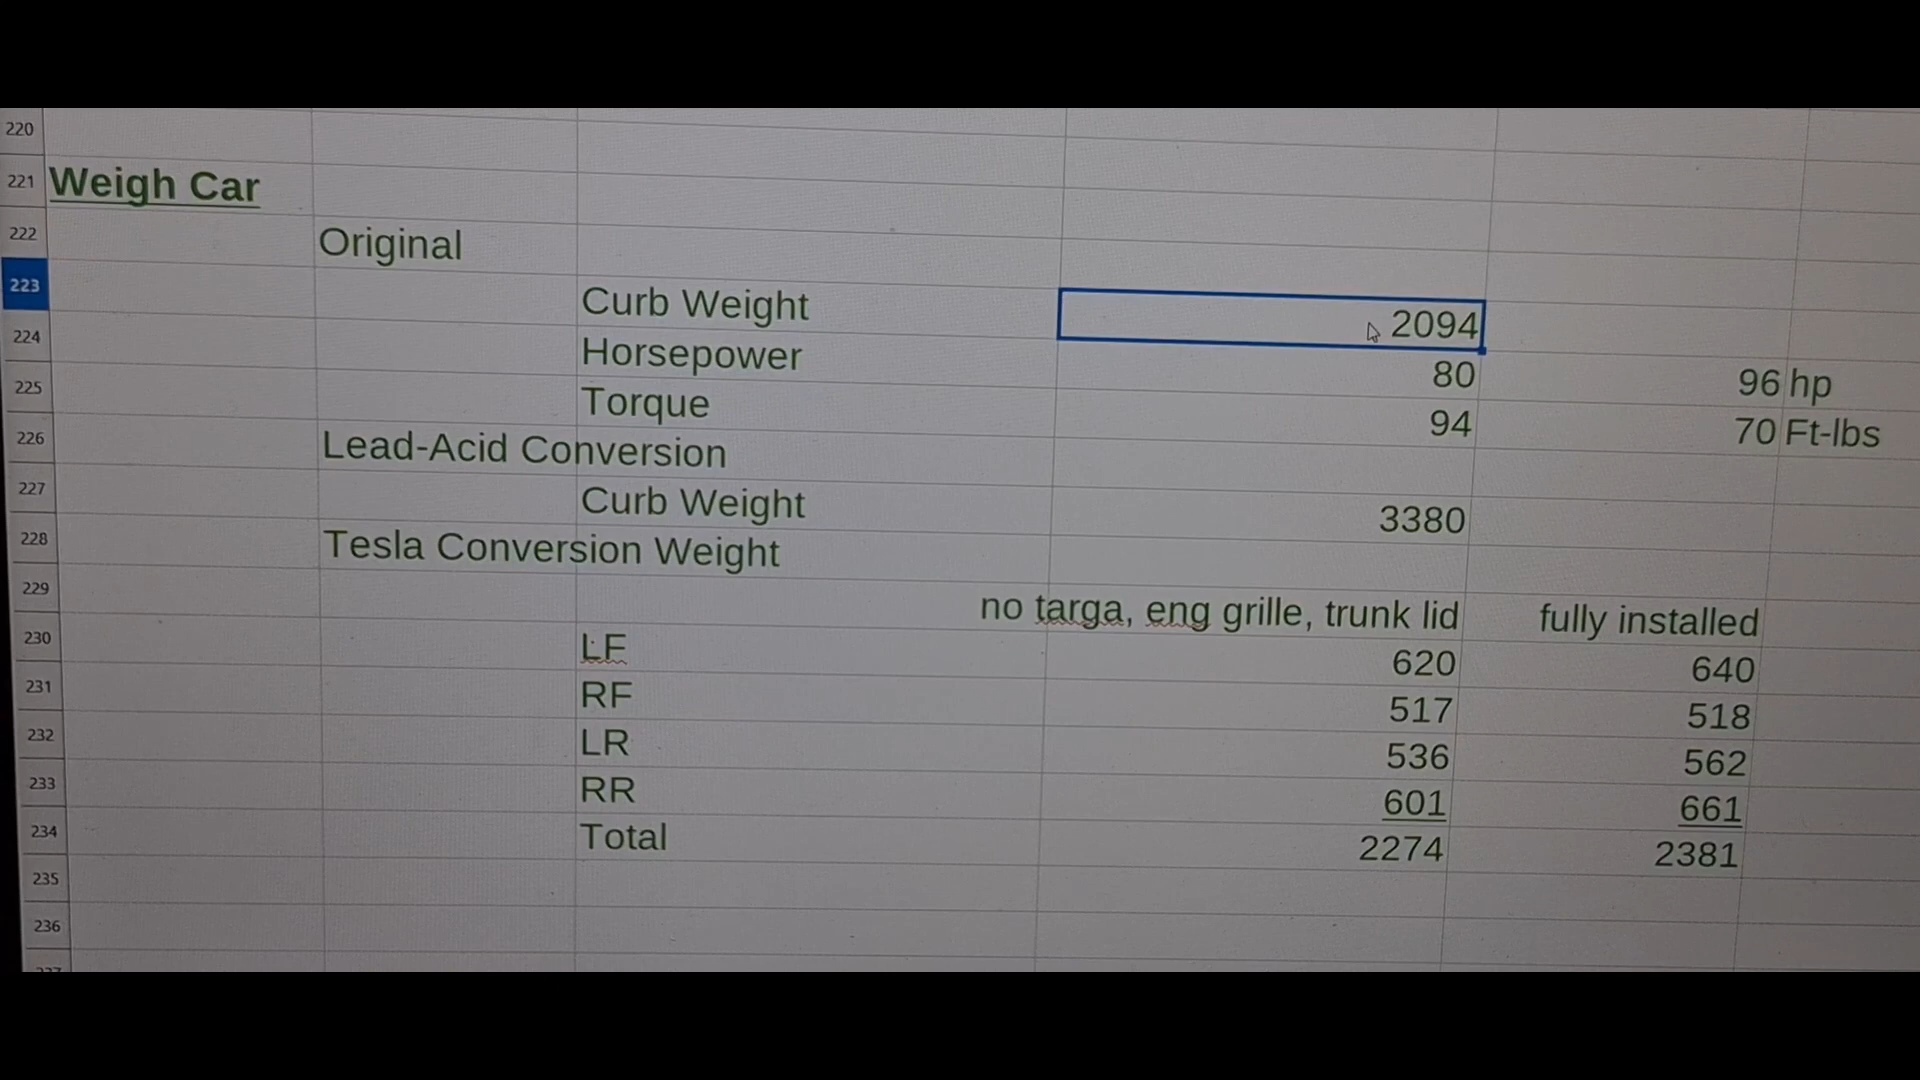 220
221 Weigh Car
222 Original
223 Curb Weight 2094
224 Horsepower 80 96 hp
225 Torque 94 70 Ft-lbs
226 Lead-Acid Conversion
227 Curb Weight 3380
228 Tesla Conversion Weight
229 no targa, eng grille, trunk lid fully installed
230 LF 620 640
231 RF 517 518
232 LR 536 562
233 RR 601 661
234 Total 2274 2381
235
236